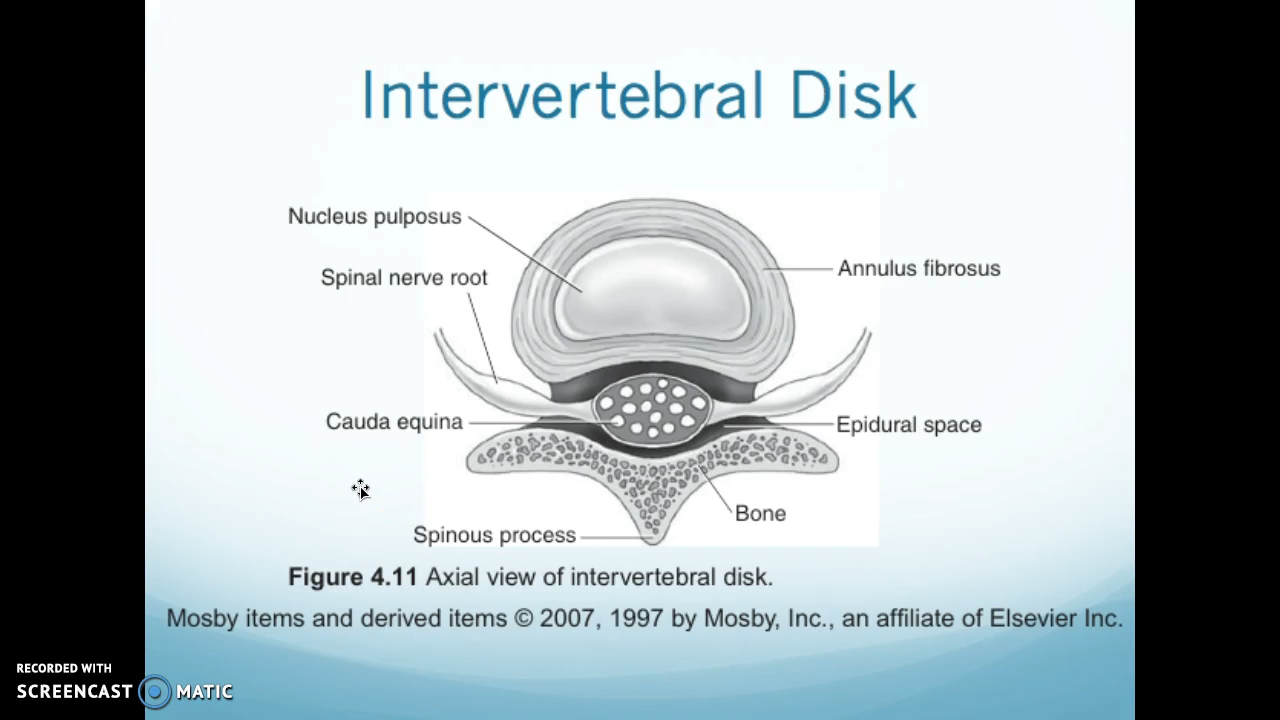 Intervertebral Disk
Nucleus pulposus
Spinal nerve root
Annulus fibrosus
Cauda equina
Epidural space
Bone
Spinous process
Figure 4.11 Axial view of intervertebral disk.
Mosby items and derived items © 2007, 1997 by Mosby, Inc., an affiliate of Elsevier Inc.
RECORDED WITH
SCREENCAST MATIC